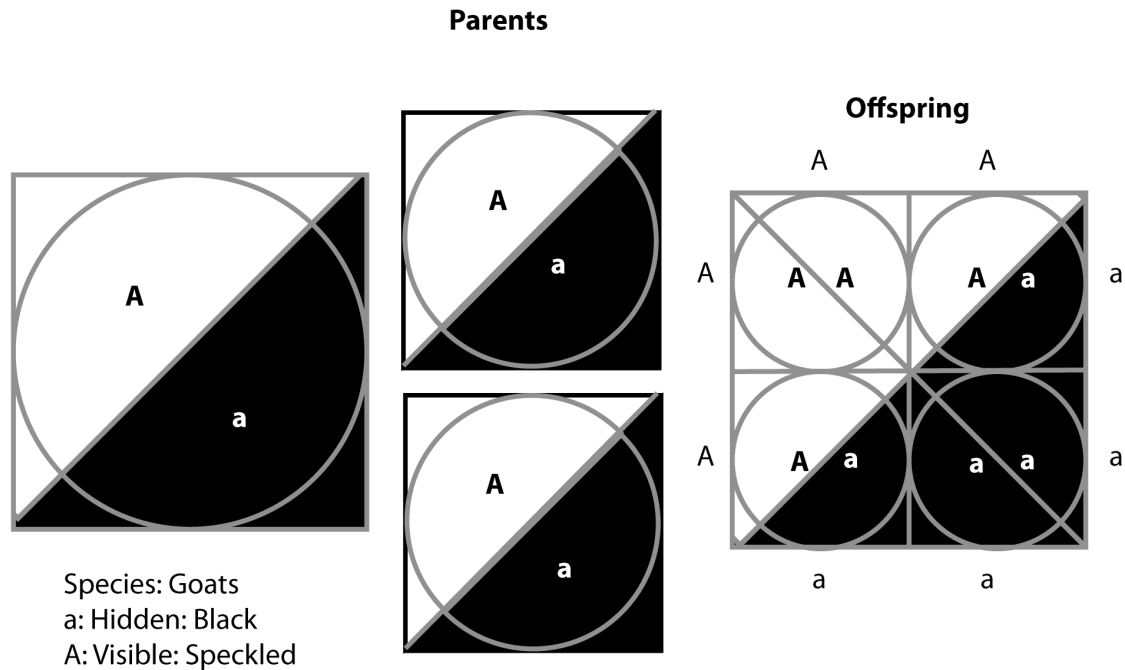 Parents
Offspring
A
a
A
a
A
a
A A
A A A A a a
A A a a a a
a a
Species: Goats
a: Hidden: Black
A: Visible: Speckled